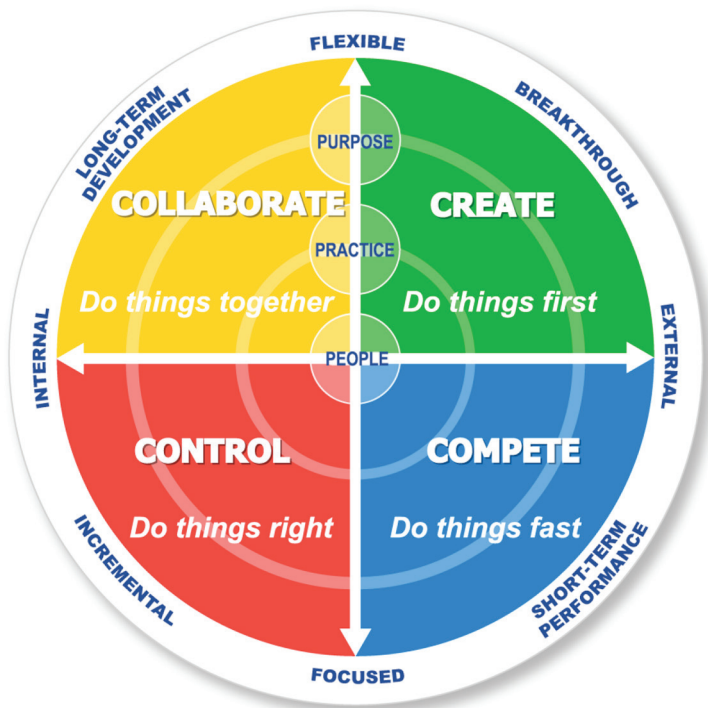 FLEXIBLE
LONG-TERM
DEVELOPMENT
BREAKTHROUGH
PURPOSE
COLLABORATE
CREATE
PRACTICE
Do things together
Do things first
INTERNAL
PEOPLE
EXTERNAL
CONTROL
COMPETE
Do things right
Do things fast
INCREMENTAL
SHORT-TERM
PERFORMANCE
FOCUSED